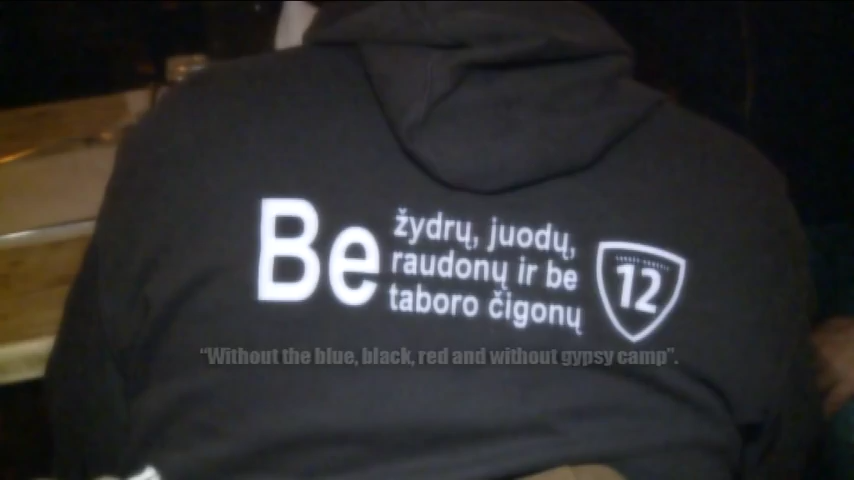 Be
žydrų, juodų,
raudonų ir be
taboro čigonų
12
“Without the blue, black, red and without gypsy camp”.